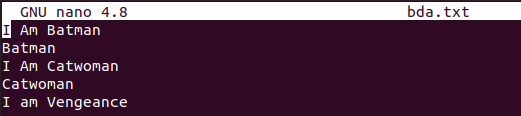 GNU nano 4.8 bda.txt
I Am Batman
Batman
I Am Catwoman
Catwoman
I am Vengeance